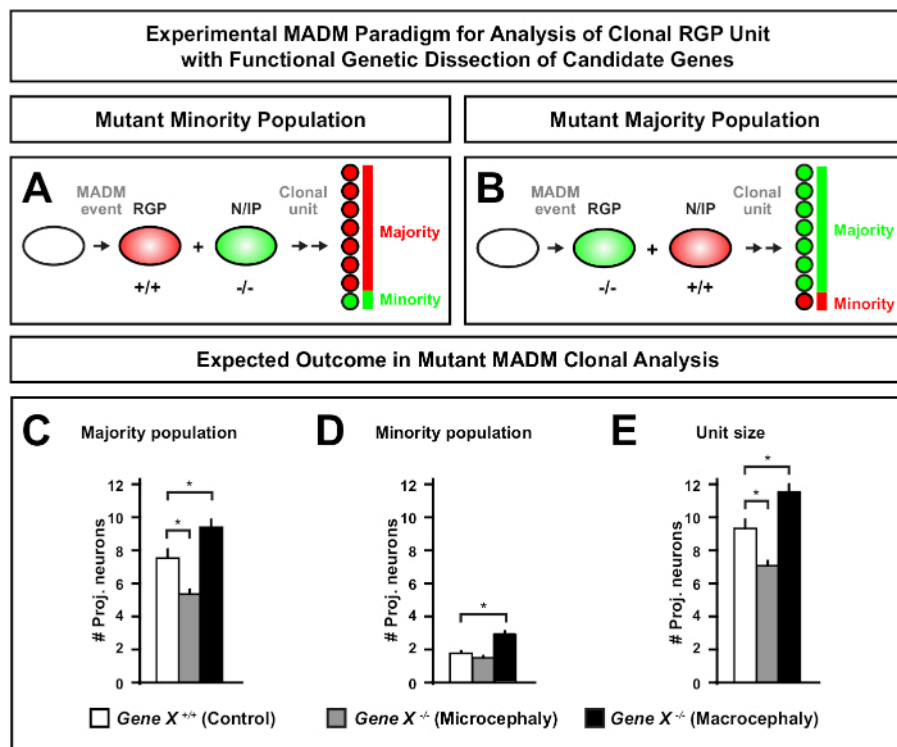 Experimental MADM Paradigm for Analysis of Clonal RGP Unit
with Functional Genetic Dissection of Candidate Genes
Mutant Minority Population
Mutant Majority Population
A
MADM event
RGP
N/IP
Clonal unit
+
+/+
-/-
Majority
Minority
B
MADM event
RGP
N/IP
Clonal unit
+
-/-
+/+
Majority
Minority
Expected Outcome in Mutant MADM Clonal Analysis
C
Majority population
# Proj. neurons
12
10
8
6
4
2
0
*
*
D
Minority population
# Proj. neurons
12
10
8
6
4
2
0
*
E
Unit size
# Proj. neurons
12
10
8
6
4
2
0
*
*
Gene X +/+ (Control)
Gene X -/- (Microcephaly)
Gene X -/- (Macrocephaly)